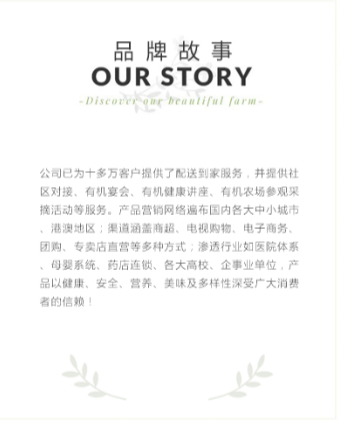 品牌故事
OUR STORY
-Discover our beautiful farm-
公司已为十多万客户提供了配送到家服务，并提供社
区对接、有机宴会、有机健康讲座、有机农场参观采
摘活动等服务。产品营销网络遍布国内各大中小城市
、港澳地区；渠道涵盖商超、电视购物、电子商务、
团购、专卖店直营等多种方式；渗透行业如医院体系
、母婴系统、药店连锁、各大高校、企事业单位，产
品以健康、安全、营养、美味及多样性深受广大消费
者的信赖！